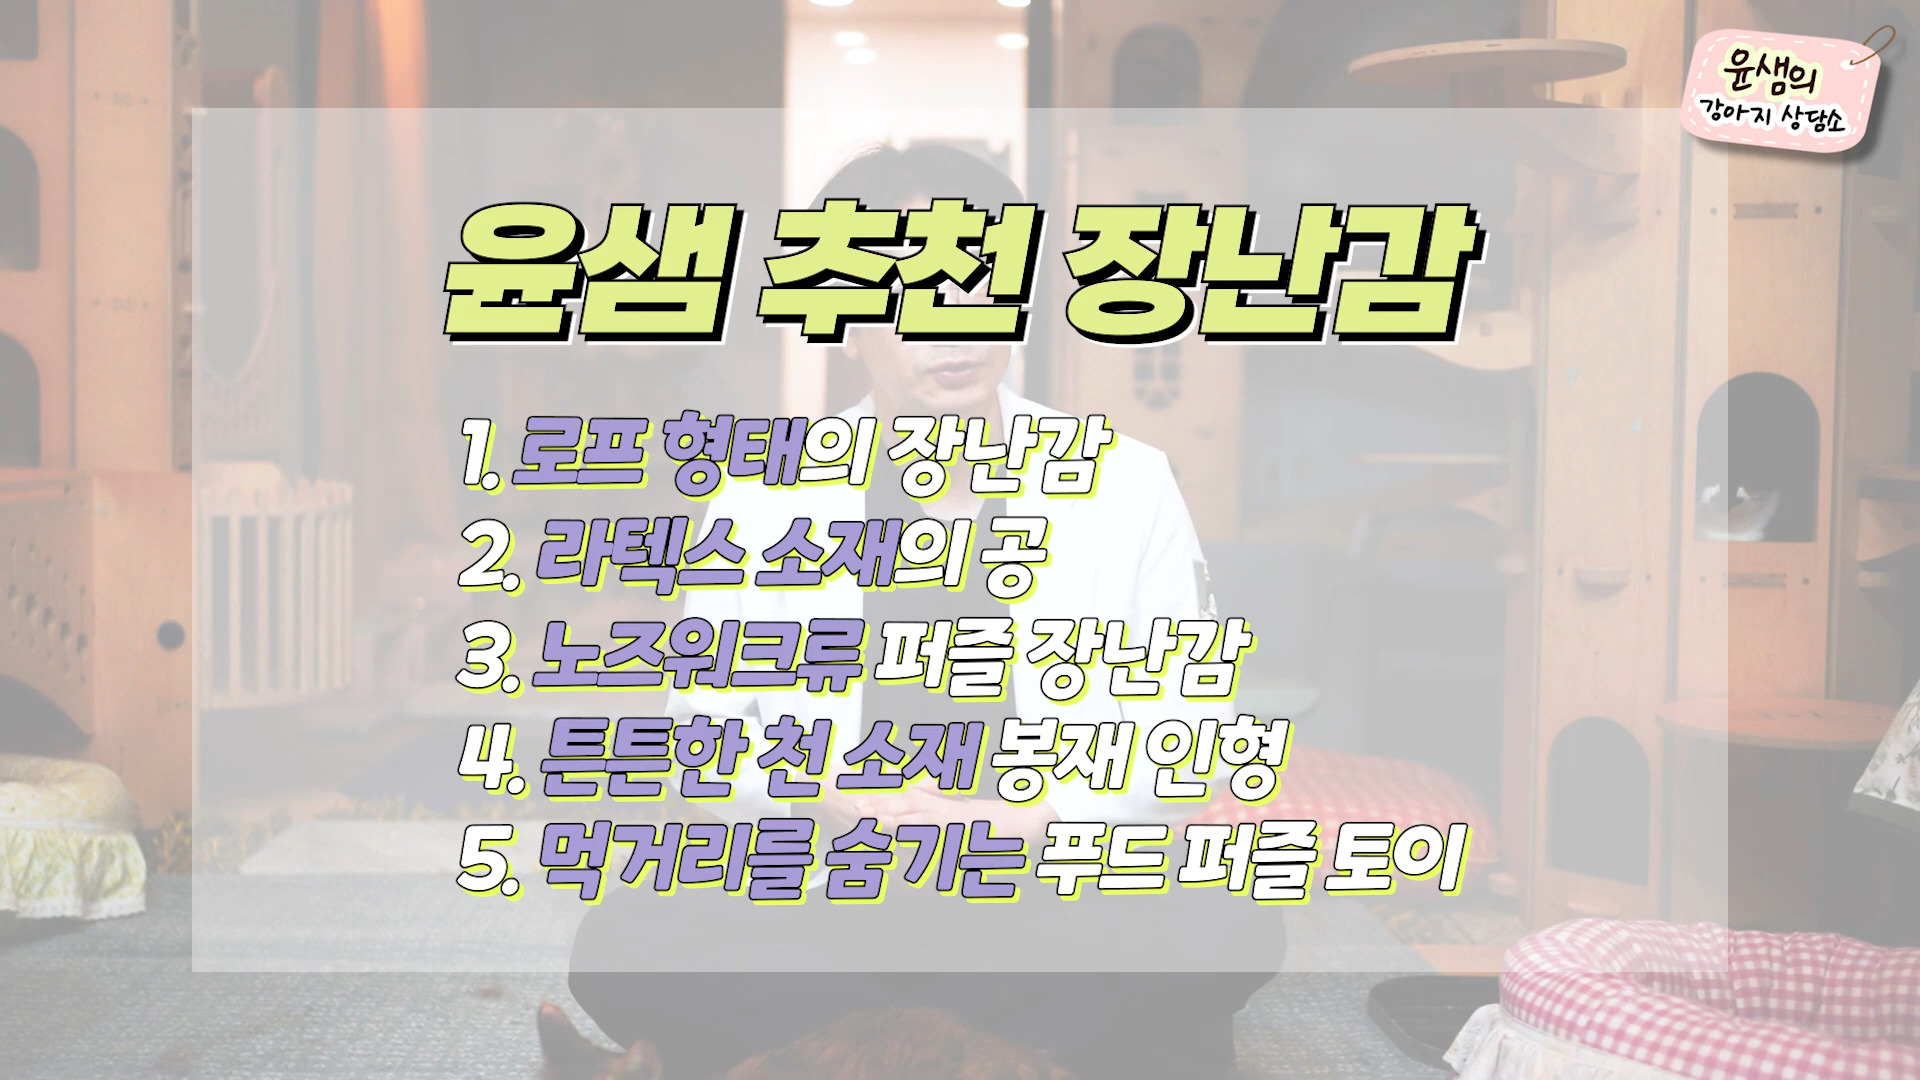 윤샘의
강아지 상담소
윤샘 추천 장난감
1. 로프 형태의 장난감
2. 라텍스 소재의 공
3. 노즈워크류 퍼즐 장난감
4. 튼튼한 천 소재 봉재 인형
5. 먹거리를 숨기는 푸드 퍼즐 토이